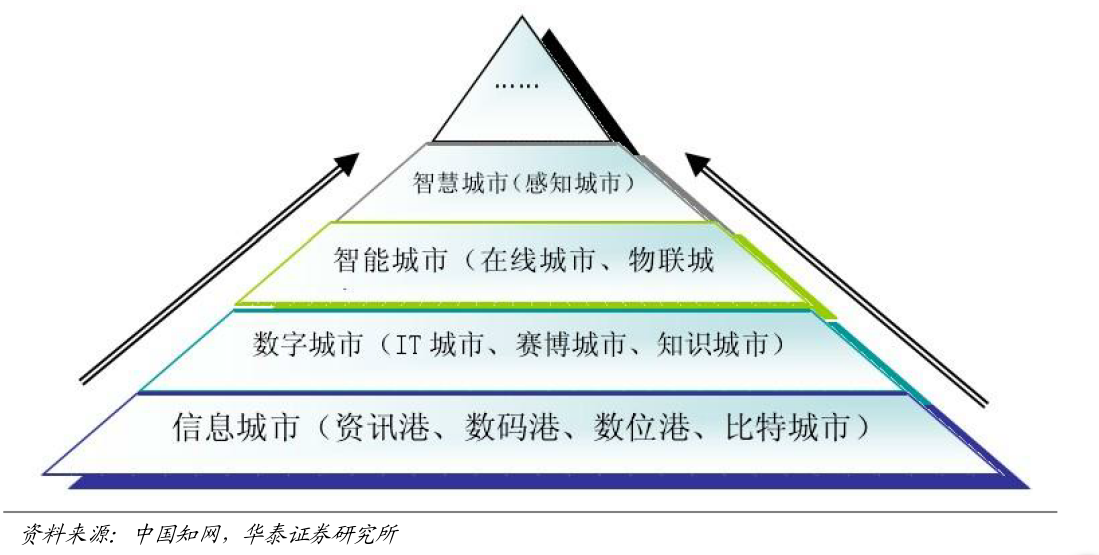 ……
智慧城市(感知城市)
智能城市（在线城市、物联城
数字城市（IT 城市、赛博城市、知识城市）
信息城市（资讯港、数码港、数位港、比特城市）
资料来源：中国知网，华泰证券研究所